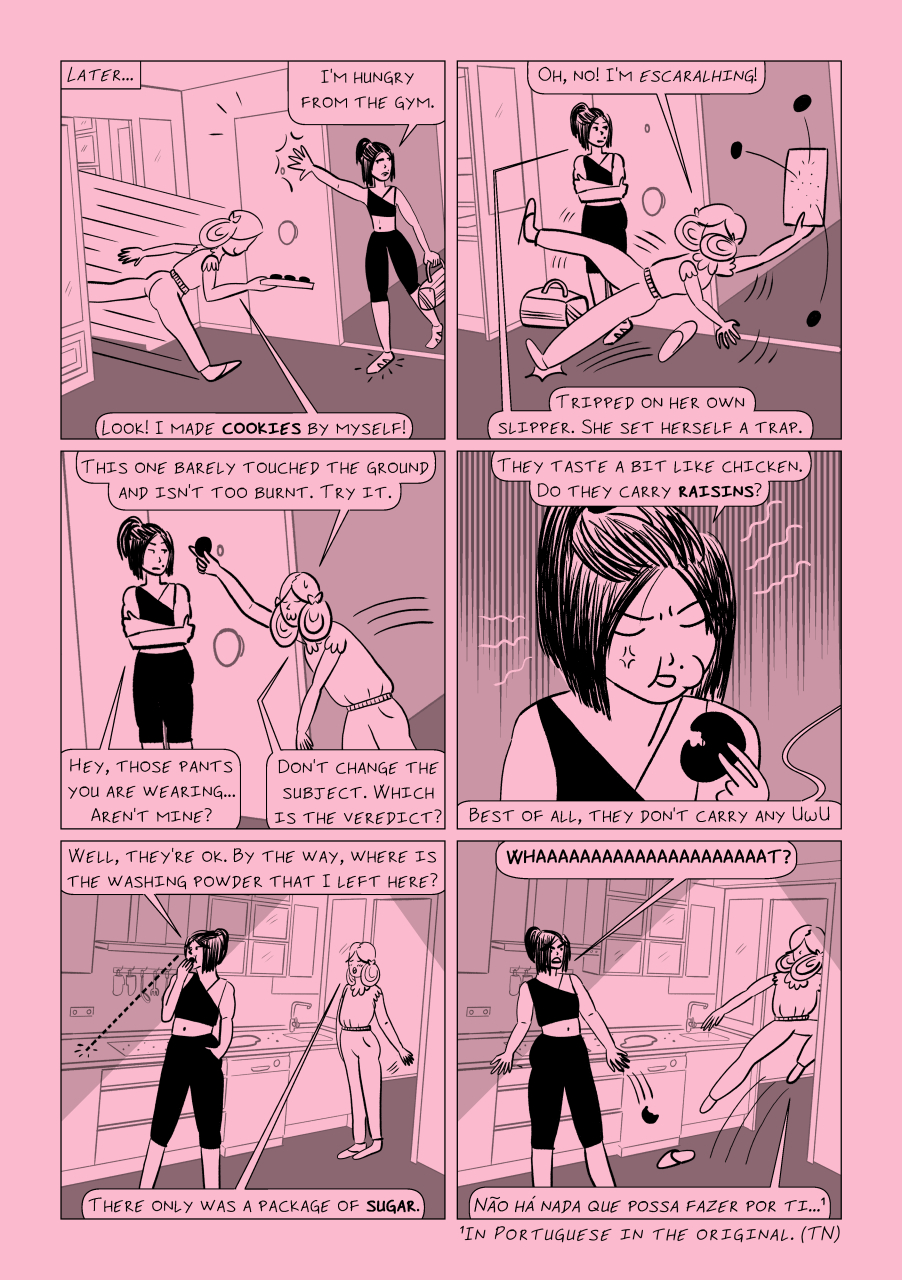 Later...
I'm hungry
from the gym.
Look! I made cookies by myself!
Oh, no! I'm escaralhing!
Tripped on her own
slipper. She set herself a trap.
This one barely touched the ground
and isn't too burnt. Try it.
Hey, those pants
you are wearing...
Aren't mine?
Don't change the
subject. Which
is the veredict?
They taste a bit like chicken.
Do they carry raisins?
Best of all, they don't carry any UwU
Well, they're ok. By the way, where is
the washing powder that I left here?
There only was a package of sugar.
WHAAAAAAAAAAAAAAAAAAAAAT?
Não há nada que possa fazer por ti...¹
¹In Portuguese in the original. (TN)